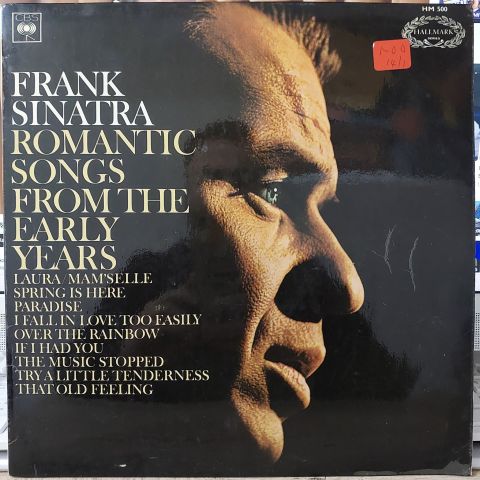 CBS
HM 500
HALLMARK
FRANK
SINATRA
ROMANTIC
SONGS
FROM THE
EARLY
YEARS
LAURA/MAM'SELLE
SPRING IS HERE
PARADISE
I FALL IN LOVE TOO EASILY
OVER THE RAINBOW
IF I HAD YOU
THE MUSIC STOPPED
TRY A LITTLE TENDERNESS
THAT OLD FEELING